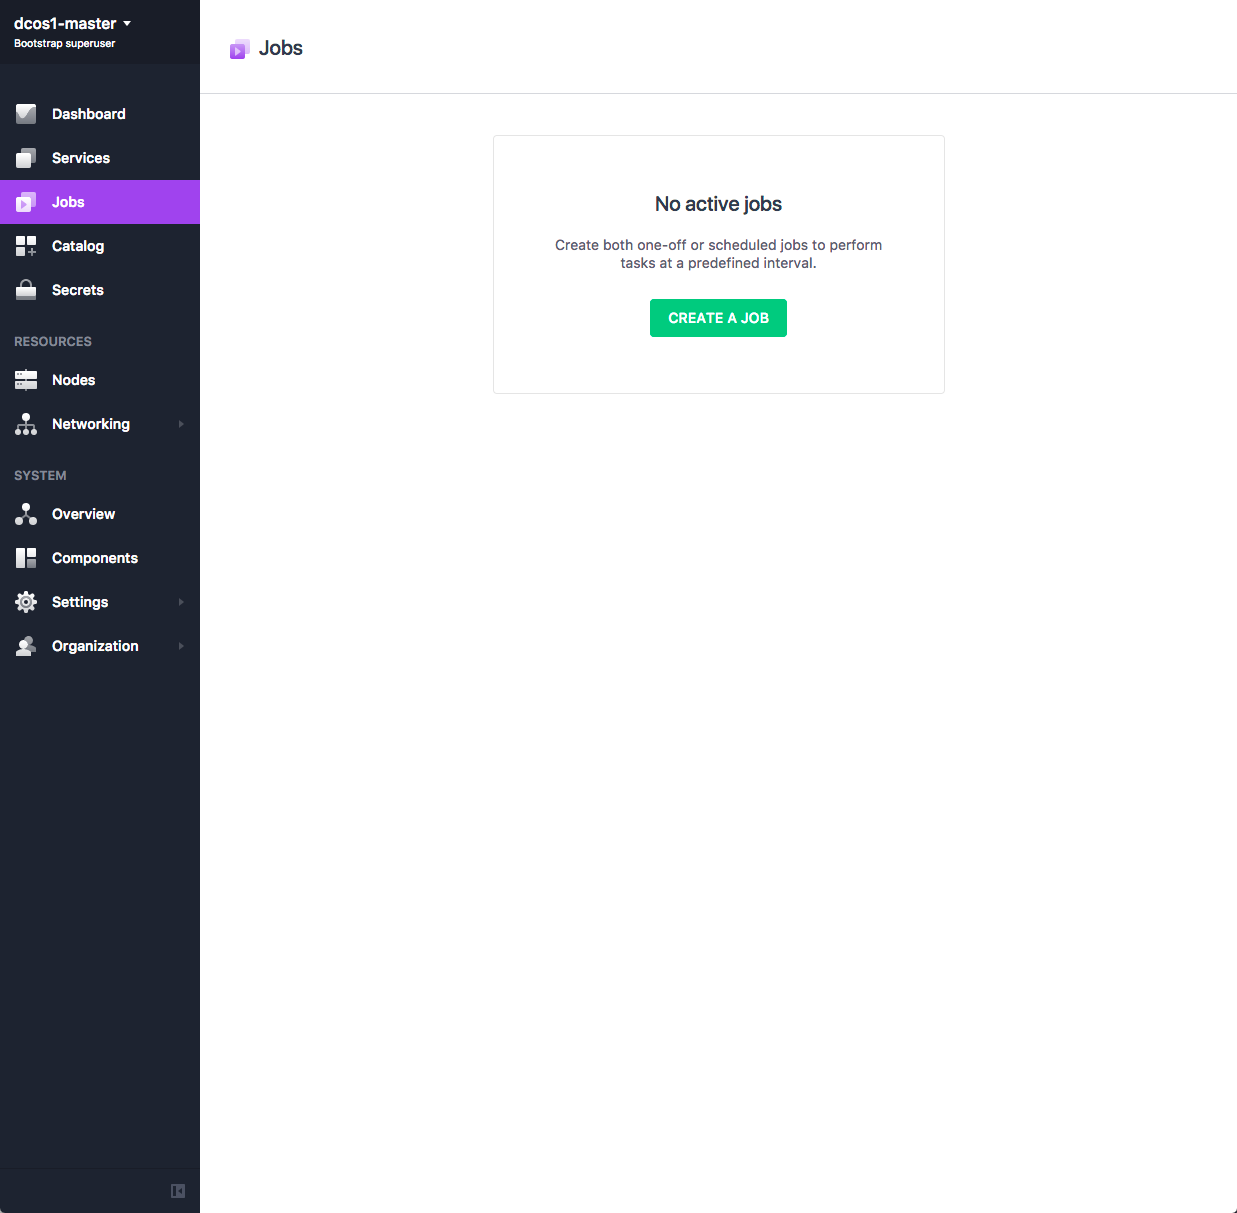 dcos1-master
Bootstrap superuser
Dashboard
Services
Jobs
Catalog
Secrets
RESOURCES
Nodes
Networking
SYSTEM
Overview
Components
Settings
Organization
Jobs
No active jobs
Create both one-off or scheduled jobs to perform
tasks at a predefined interval.
CREATE A JOB